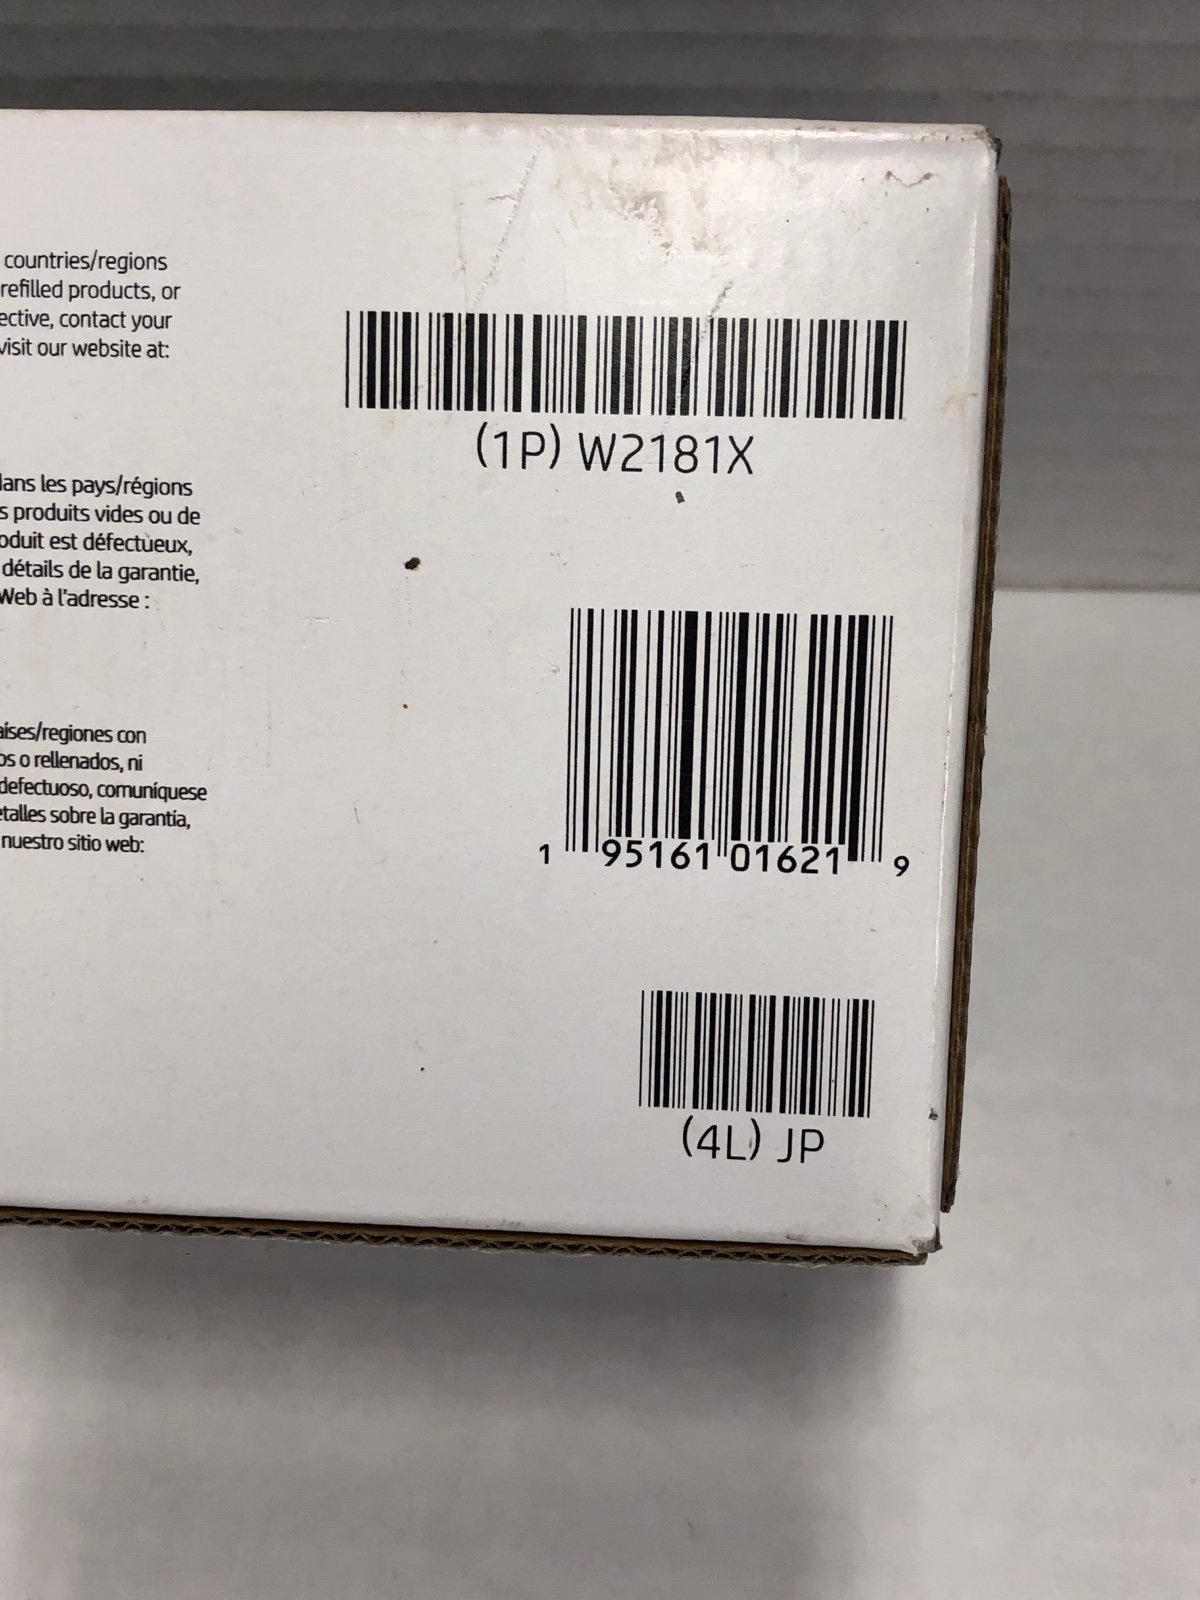 countries/regions
refilled products, or
ective, contact your
visit our website at:
dans les pays/régions
s produits vides ou de
oduit est défectueux,
détails de la garantie,
Web à l'adresse :
aíses/regiones con
os o rellenados, ni
defectuoso, comuníquese
etalles sobre la garantía,
nuestro sitio web:
(1P) W2181X
1 95161 01621 9
(4L) JP